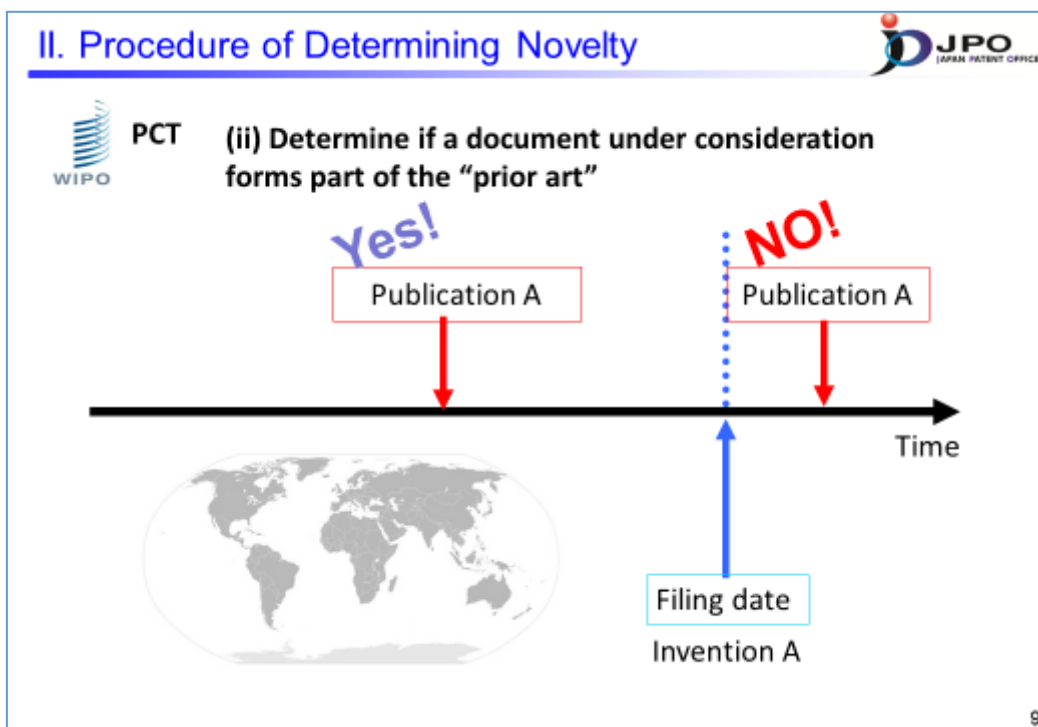 II. Procedure of Determining Novelty
JPO
JAPAN PATENT OFFICE
WIPO
PCT
(ii) Determine if a document under consideration
forms part of the “prior art”
Yes!
NO!
Publication A
Publication A
Time
Filing date
Invention A
9